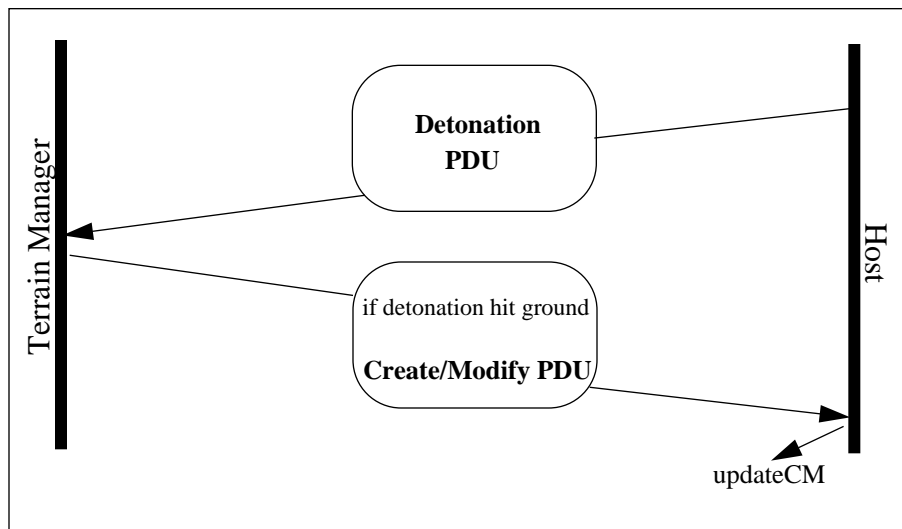 Terrain Manager
Detonation
PDU
Host
if detonation hit ground
Create/Modify PDU
updateCM